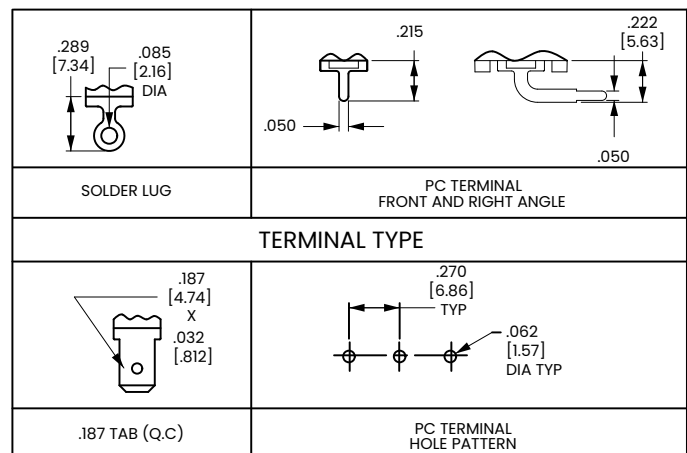 .289
[7.34]
.085
[2.16]
DIA
.215
.050
.222
[5.63]
.050
SOLDER LUG
PC TERMINAL
FRONT AND RIGHT ANGLE
TERMINAL TYPE
.187
[4.74]
X
.032
[.812]
.270
[6.86]
TYP
.062
[1.57]
DIA TYP
.187 TAB (Q.C)
PC TERMINAL
HOLE PATTERN